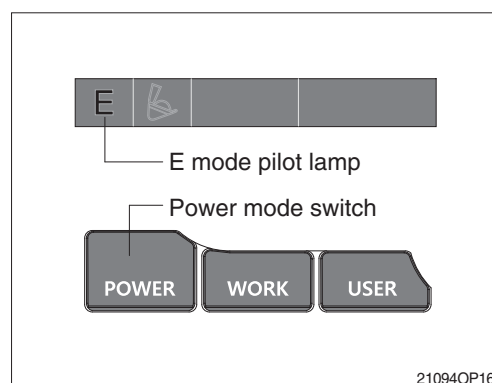 E
E mode pilot lamp
Power mode switch
POWER WORK USER
21094OP16